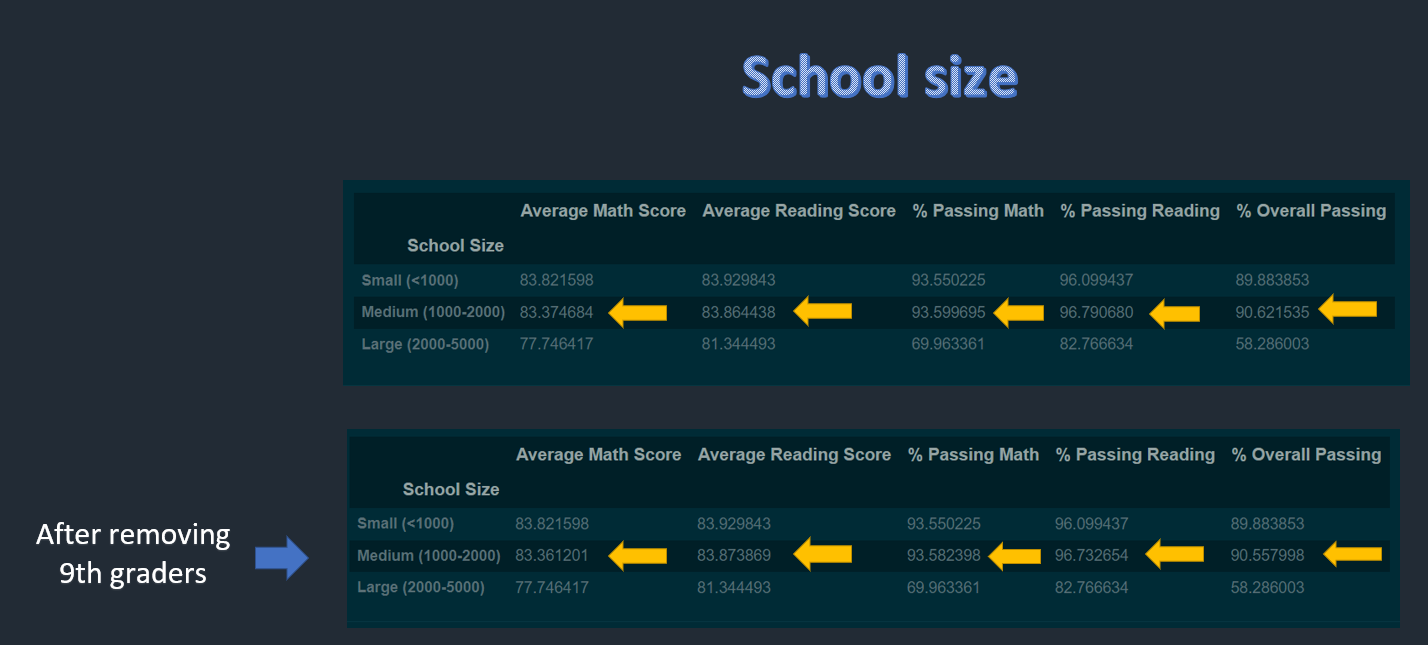 School size
Average Math Score Average Reading Score % Passing Math % Passing Reading % Overall Passing
School Size
Small (<1000) 83.821598 83.929843 93.550225 96.099437 89.883853
Medium (1000-2000) 83.374684 83.864438 93.599695 96.790680 90.621535
Large (2000-5000) 77.746417 81.344493 69.963361 82.766634 58.286003
Average Math Score Average Reading Score % Passing Math % Passing Reading % Overall Passing
School Size
Small (<1000) 83.821598 83.929843 93.550225 96.099437 89.883853
After removing
9th graders
Medium (1000-2000) 83.361201 83.873869 93.582398 96.732654 90.557998
Large (2000-5000) 77.746417 81.344493 69.963361 82.766634 58.286003